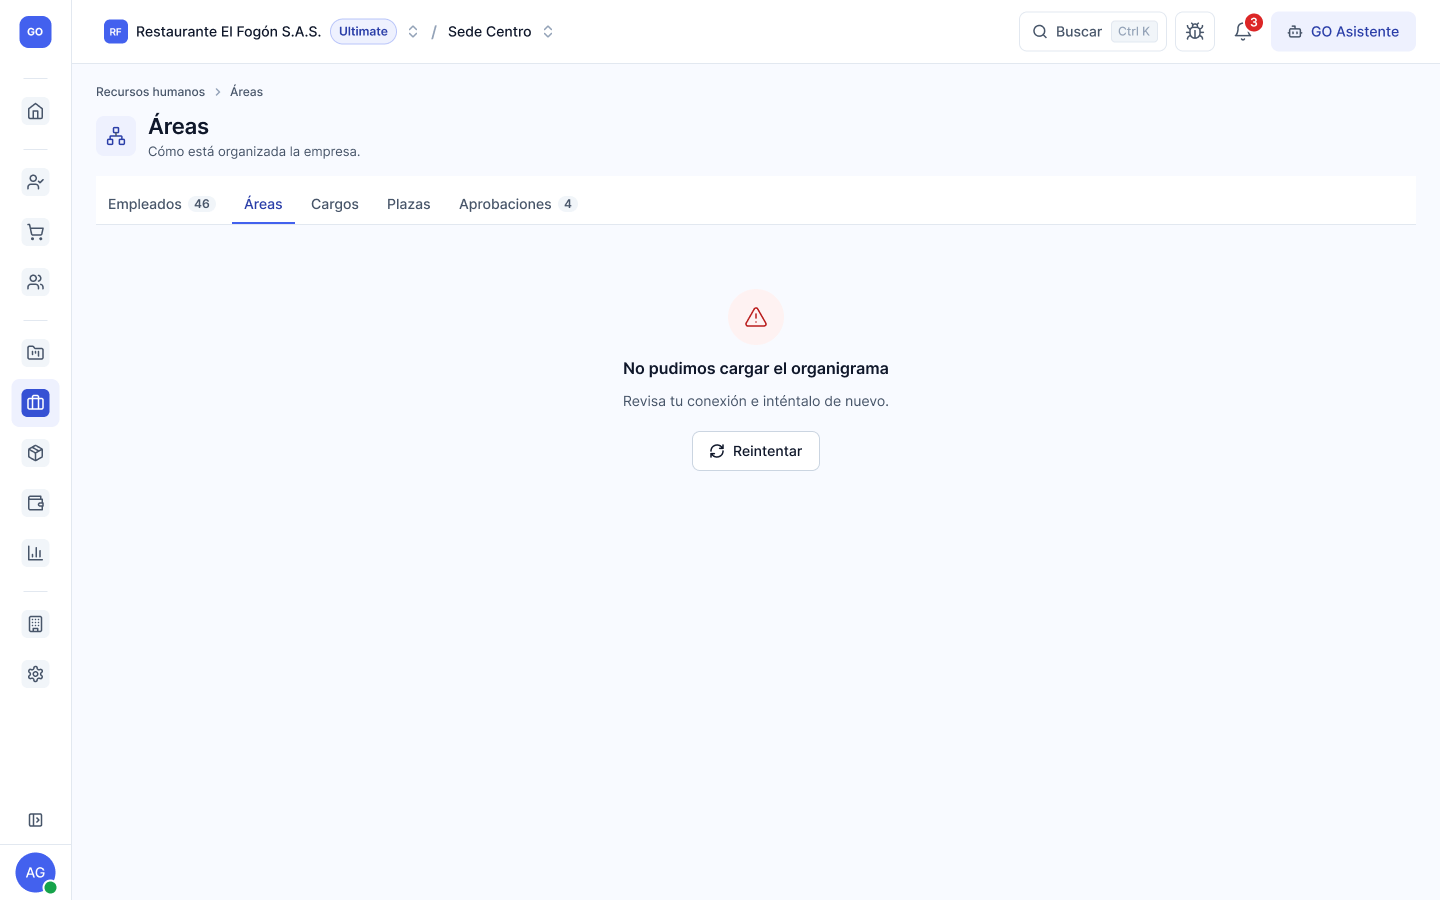 GO
RF Restaurante El Fogón S.A.S. Ultimate / Sede Centro Buscar Ctrl K 3 GO Asistente
Recursos humanos > Áreas
Áreas
Cómo está organizada la empresa.
Empleados 46 Áreas Cargos Plazas Aprobaciones 4
No pudimos cargar el organigrama
Revisa tu conexión e inténtalo de nuevo.
Reintentar
AG